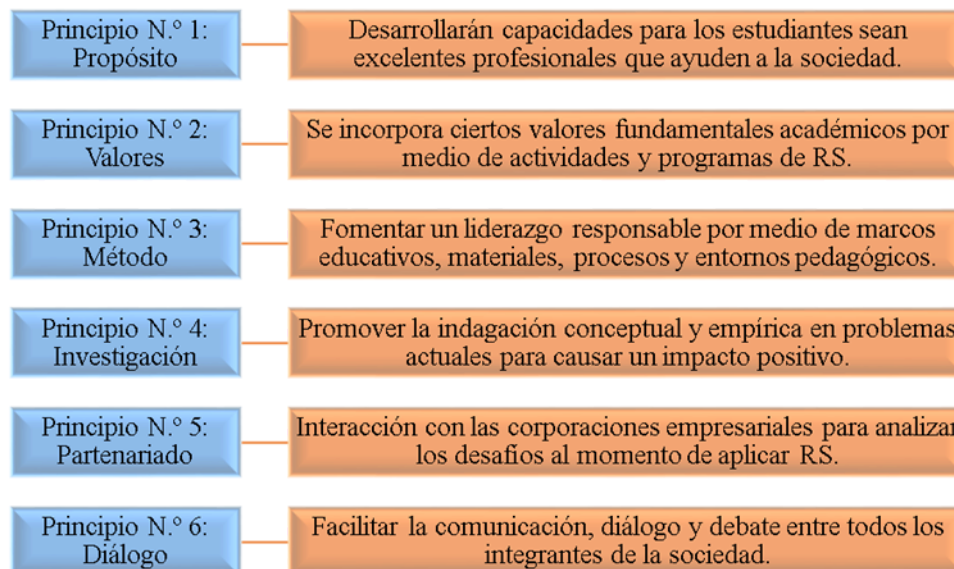 Principio N.º 1:
Propósito
Desarrollarán capacidades para los estudiantes sean
excelentes profesionales que ayuden a la sociedad.
Principio N.º 2:
Valores
Se incorpora ciertos valores fundamentales académicos por
medio de actividades y programas de RS.
Principio N.º 3:
Método
Fomentar un liderazgo responsable por medio de marcos
educativos, materiales, procesos y entornos pedagógicos.
Principio N.º 4:
Investigación
Promover la indagación conceptual y empírica en problemas
actuales para causar un impacto positivo.
Principio N.º 5:
Partenariado
Interacción con las corporaciones empresariales para analizar
los desafíos al momento de aplicar RS.
Principio N.º 6:
Diálogo
Facilitar la comunicación, diálogo y debate entre todos los
integrantes de la sociedad.